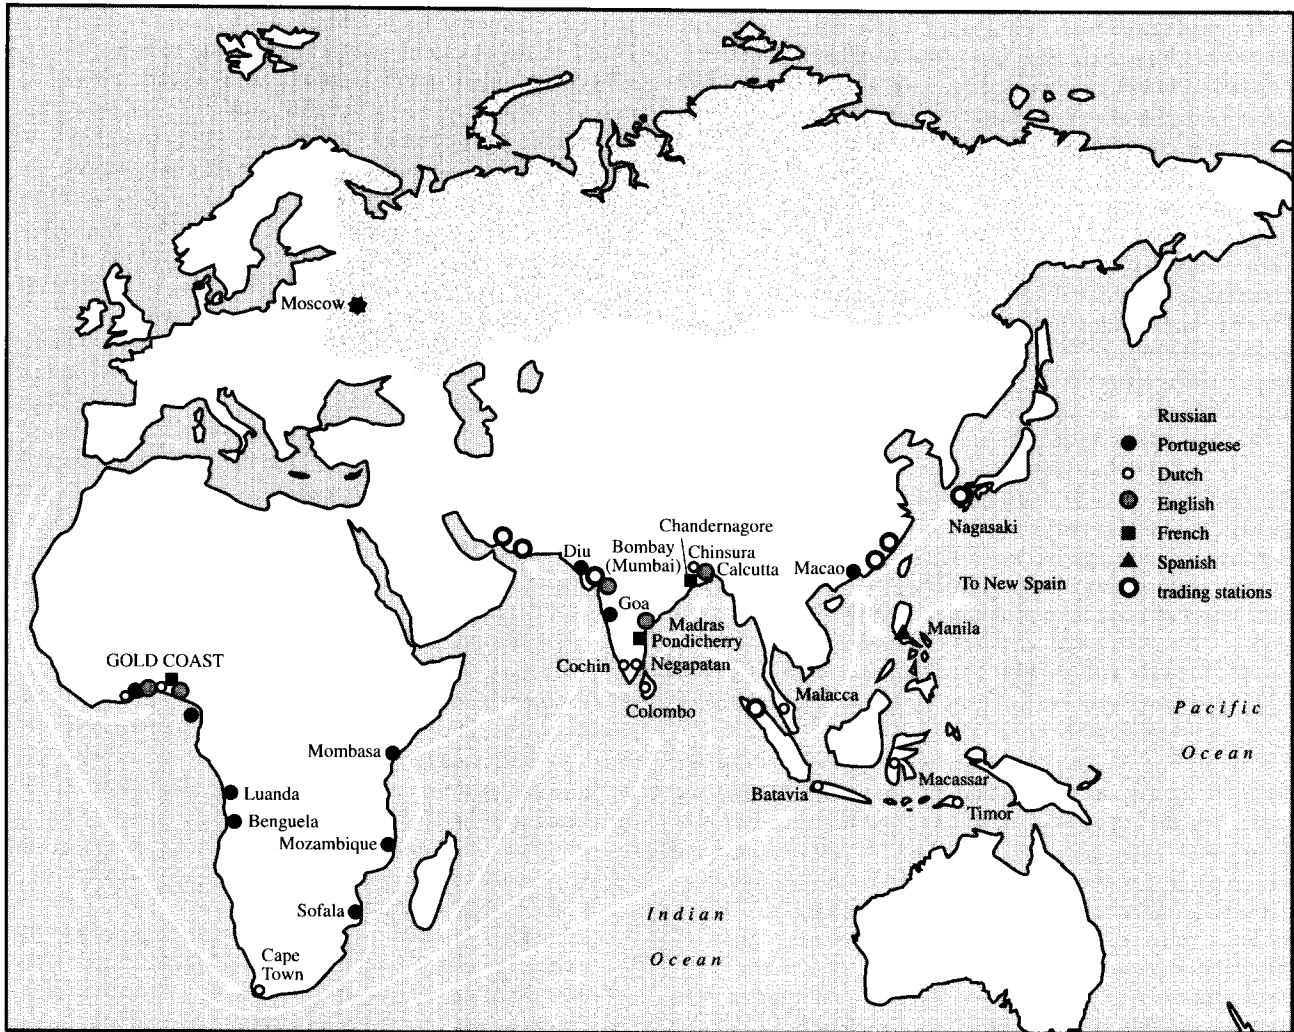 Moscow
Russian
Portuguese
Dutch
English
French
Spanish
trading stations
Nagasaki
To New Spain
Chandernagore
Diu
Bombay
(Mumbai)
Chinsura
Calcutta
Macao
Goa
Madras
Pondicherry
Manila
Cochin
Negapatan
Colombo
Malacca
GOLD COAST
Pacific
Ocean
Mombasa
Macassar
Batavia
Timor
Luanda
Benguela
Mozambique
Sofala
Indian
Ocean
Cape
Town